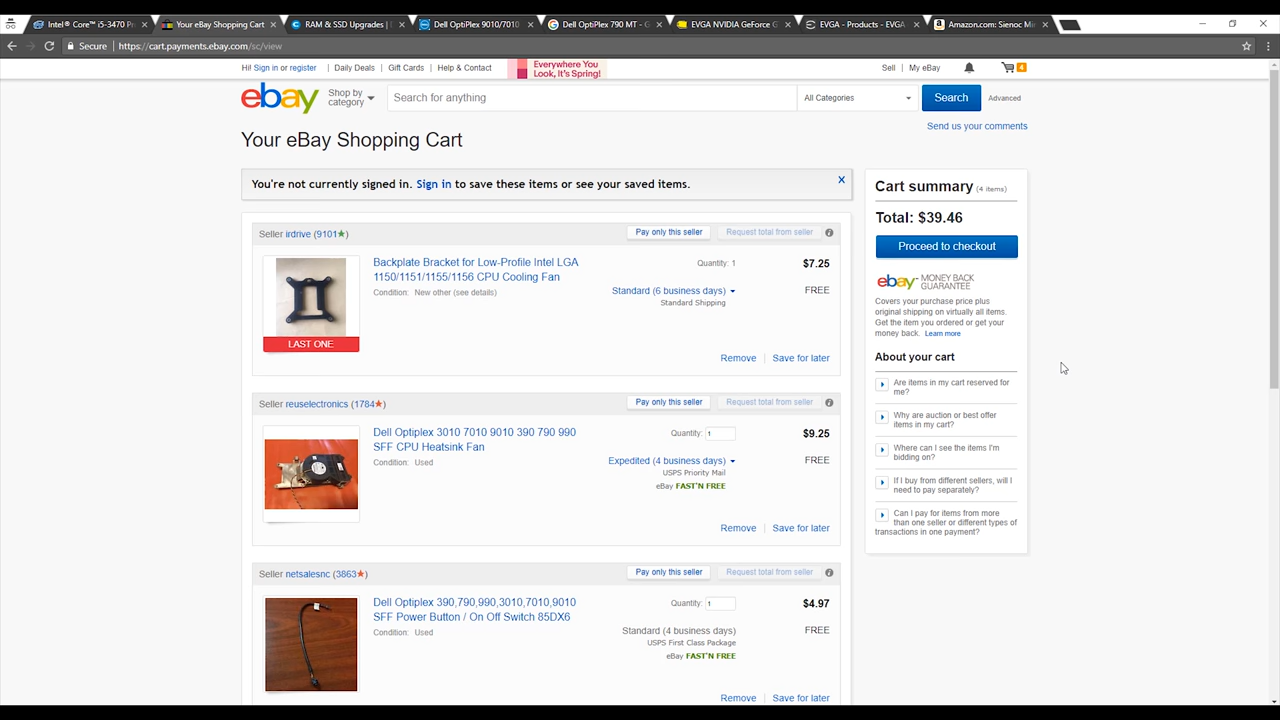 Intel® Core™ i5-3470 P
Your eBay Shopping Cart
RAM & SSD Upgrades |
Dell OptiPlex 9010/7010
Dell OptiPlex 790 MT - G
EVGA NVIDIA GeForce G
EVGA - Products - EVGA
Amazon.com: Sienoc Mi
Secure | https://cart.payments.ebay.com/sc/view
Hi! Sign in or register | Daily Deals | Gift Cards | Help & Contact
Everywhere You
Look, It's Spring!
Sell | My eBay
4
ebay
Shop by
category
Search for anything
All Categories
Search
Advanced
Send us your comments
Your eBay Shopping Cart
You're not currently signed in. Sign in to save these items or see your saved items.
Seller irdrive (9101)
Pay only this seller
Request total from seller
Backplate Bracket for Low-Profile Intel LGA
1150/1151/1155/1156 CPU Cooling Fan
Condition: New other (see details)
Quantity: 1
$7.25
Standard (6 business days)
Standard Shipping
FREE
LAST ONE
Remove | Save for later
Seller reuselectronics (1784)
Pay only this seller
Request total from seller
Dell Optiplex 3010 7010 9010 390 790 990
SFF CPU Heatsink Fan
Condition: Used
Quantity: 1
$9.25
Expedited (4 business days)
USPS Priority Mail
eBay FAST'N FREE
FREE
Remove | Save for later
Seller netsalesnc (3863)
Pay only this seller
Request total from seller
Dell Optiplex 390,790,990,3010,7010,9010
SFF Power Button / On Off Switch 85DX6
Condition: Used
Quantity: 1
$4.97
Standard (4 business days)
USPS First Class Package
eBay FAST'N FREE
FREE
Remove | Save for later
Cart summary (4 items)
Total: $39.46
Proceed to checkout
ebay MONEY BACK
GUARANTEE
Covers your purchase price plus
original shipping on virtually all items.
Get the item you ordered or get your
money back. Learn more
About your cart
Are items in my cart reserved for
me?
Why are auction or best offer
items in my cart?
Where can I see the items I'm
bidding on?
If I buy from different sellers, will I
need to pay separately?
Can I pay for items from more
than one seller or different types of
transactions in one payment?